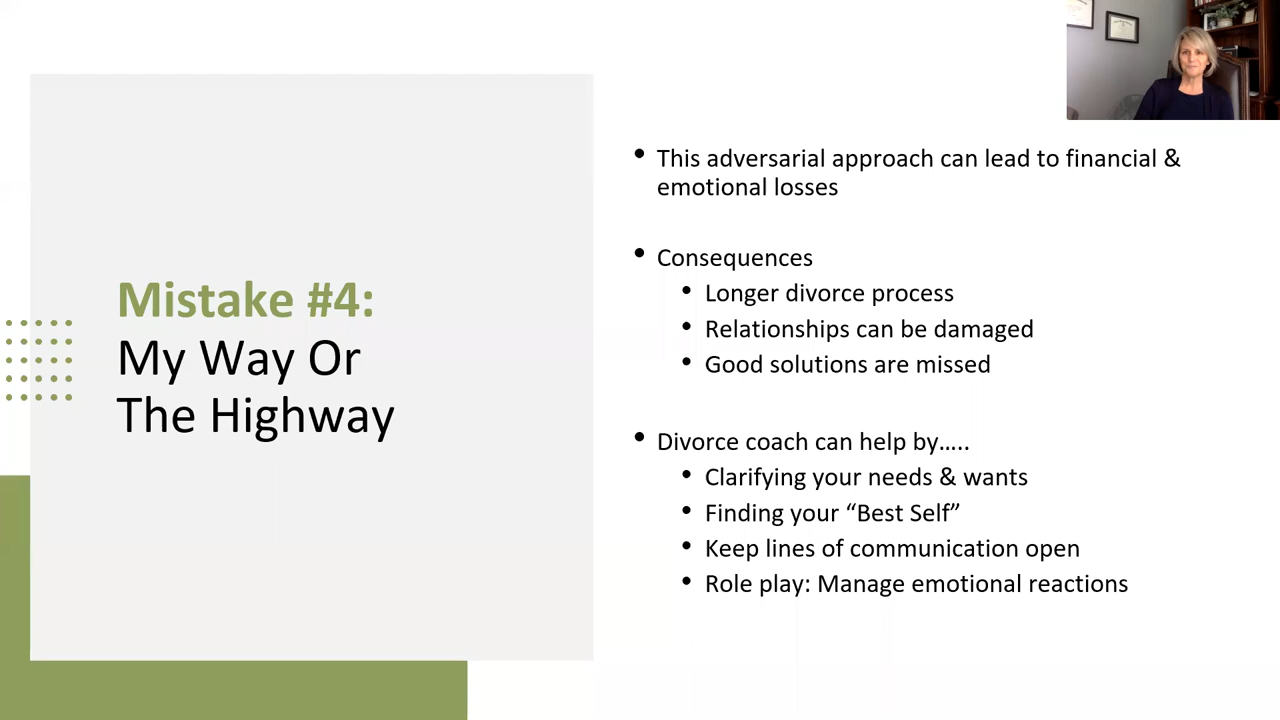 Mistake #4:
My Way Or
The Highway
• This adversarial approach can lead to financial &
emotional losses
• Consequences
• Longer divorce process
• Relationships can be damaged
• Good solutions are missed
• Divorce coach can help by…..
• Clarifying your needs & wants
• Finding your “Best Self”
• Keep lines of communication open
• Role play: Manage emotional reactions